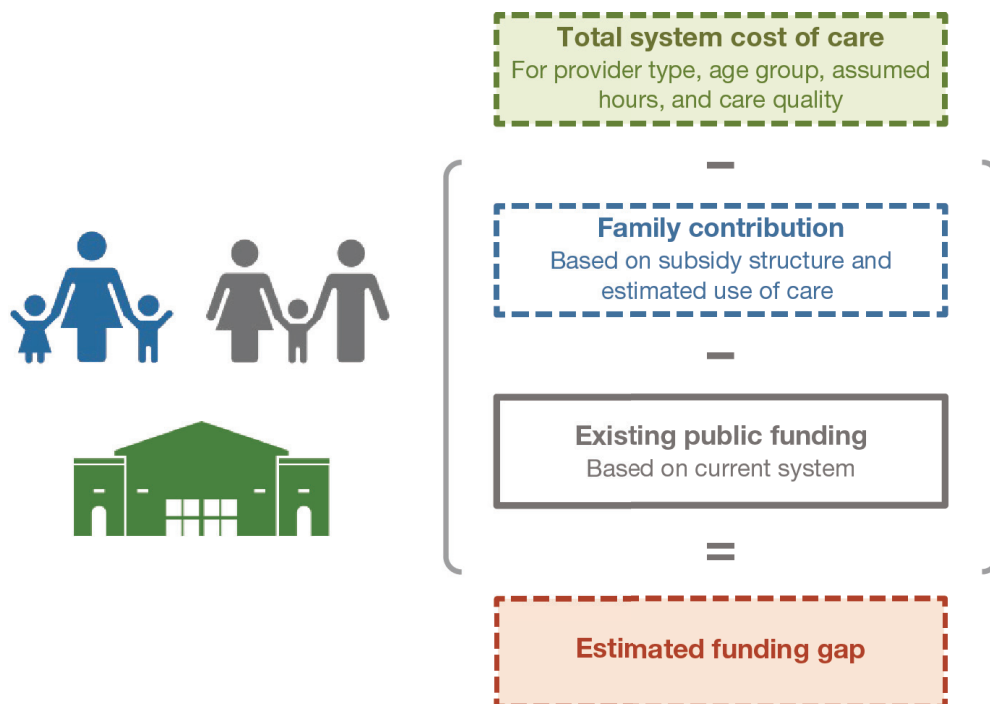 Total system cost of care
For provider type, age group, assumed
hours, and care quality
–
Family contribution
Based on subsidy structure and
estimated use of care
–
Existing public funding
Based on current system
=
Estimated funding gap